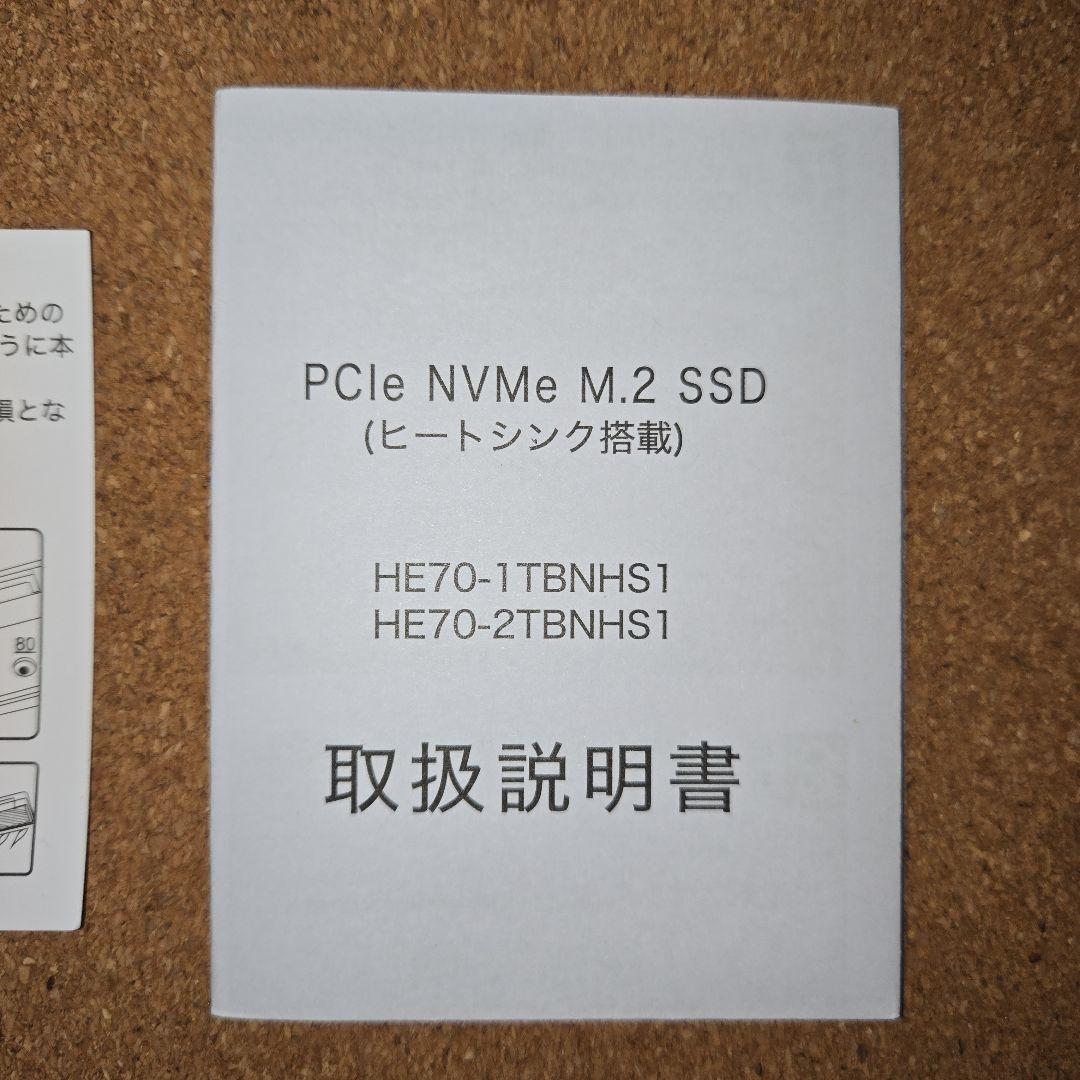 ための
うに本
損とな
80
PCIe NVMe M.2 SSD
(ヒートシンク搭載)
HE70-1TBNHS1
HE70-2TBNHS1
取扱説明書